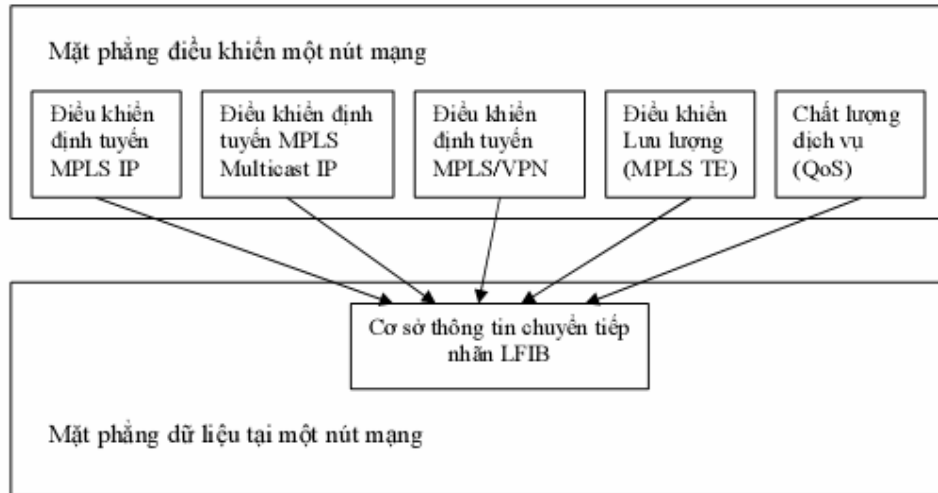 Mặt phẳng điều khiển một nút mạng
Điều khiển
định tuyến
MPLS IP
Điều khiển định
tuyến MPLS
Multicast IP
Điều khiển
định tuyến
MPLS/VPN
Điều khiển
Lưu lượng
(MPLS TE)
Chất lượng
dịch vụ
(QoS)
Cơ sở thông tin chuyển tiếp
nhãn LFIB
Mặt phẳng dữ liệu tại một nút mạng